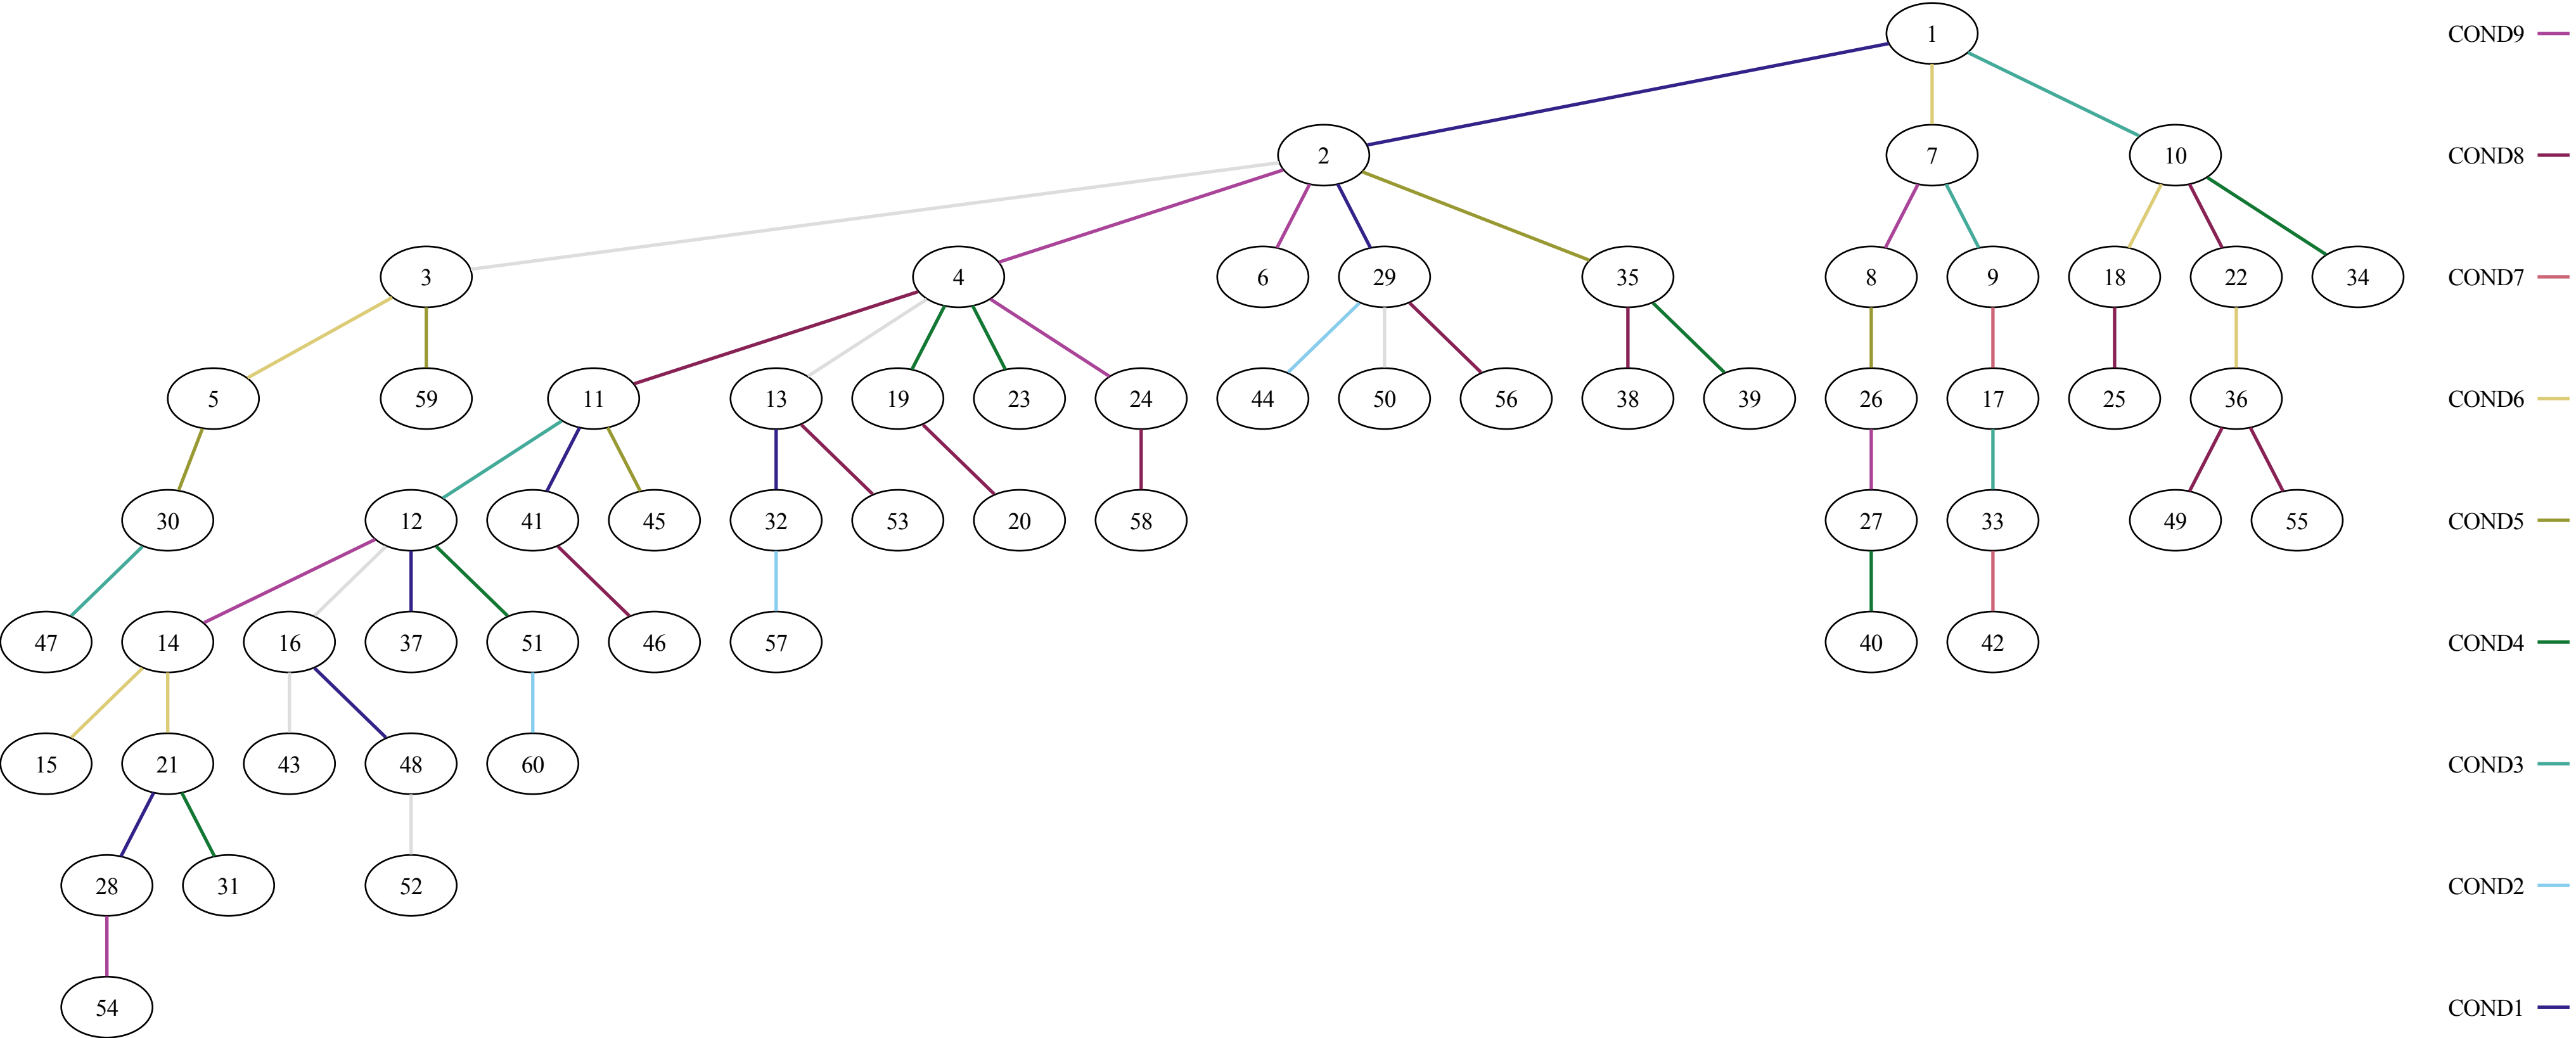 1 COND9
2 7 10 COND8
3 4 6 29 35 8 9 18 22 34 COND7
5 59 11 13 19 23 24 44 50 56 38 39 26 17 25 36 COND6
30 12 41 45 32 53 20 58 27 33 49 55 COND5
47 14 16 37 51 46 57 40 42 COND4
15 21 43 48 60 COND3
28 31 52 COND2
54 COND1